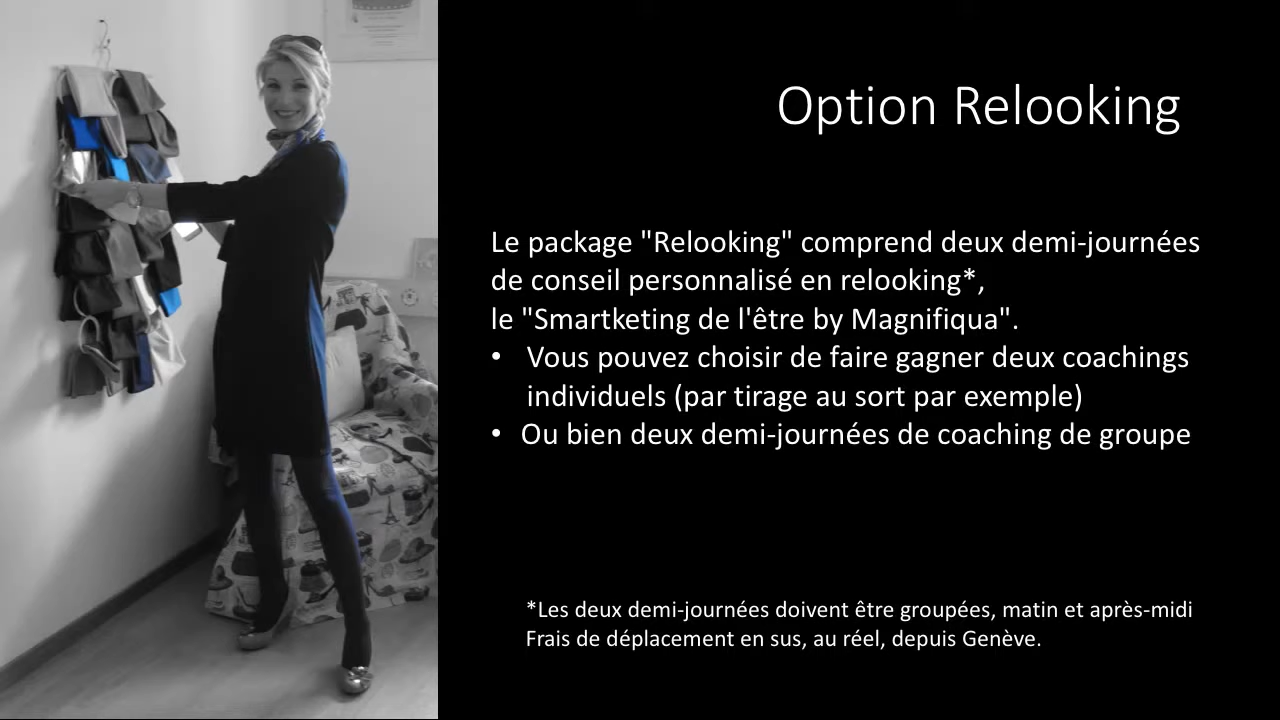 Option Relooking
Le package "Relooking" comprend deux demi-journées
de conseil personnalisé en relooking*,
le "Smartketing de l'être by Magnifiqua".
• Vous pouvez choisir de faire gagner deux coachings
individuels (par tirage au sort par exemple)
• Ou bien deux demi-journées de coaching de groupe
*Les deux demi-journées doivent être groupées, matin et après-midi
Frais de déplacement en sus, au réel, depuis Genève.